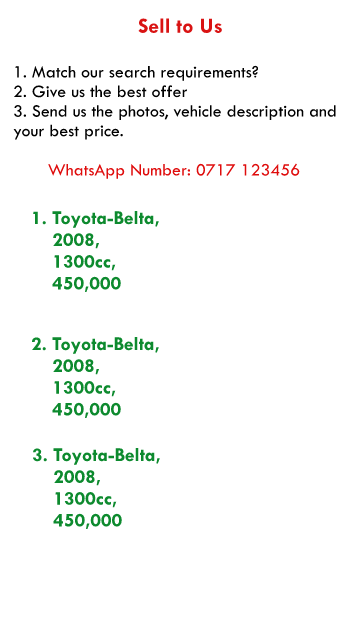 Sell to Us
1. Match our search requirements?
2. Give us the best offer
3. Send us the photos, vehicle description and
your best price.
WhatsApp Number: 0717 123456
1. Toyota-Belta,
2008,
1300cc,
450,000
2. Toyota-Belta,
2008,
1300cc,
450,000
3. Toyota-Belta,
2008,
1300cc,
450,000